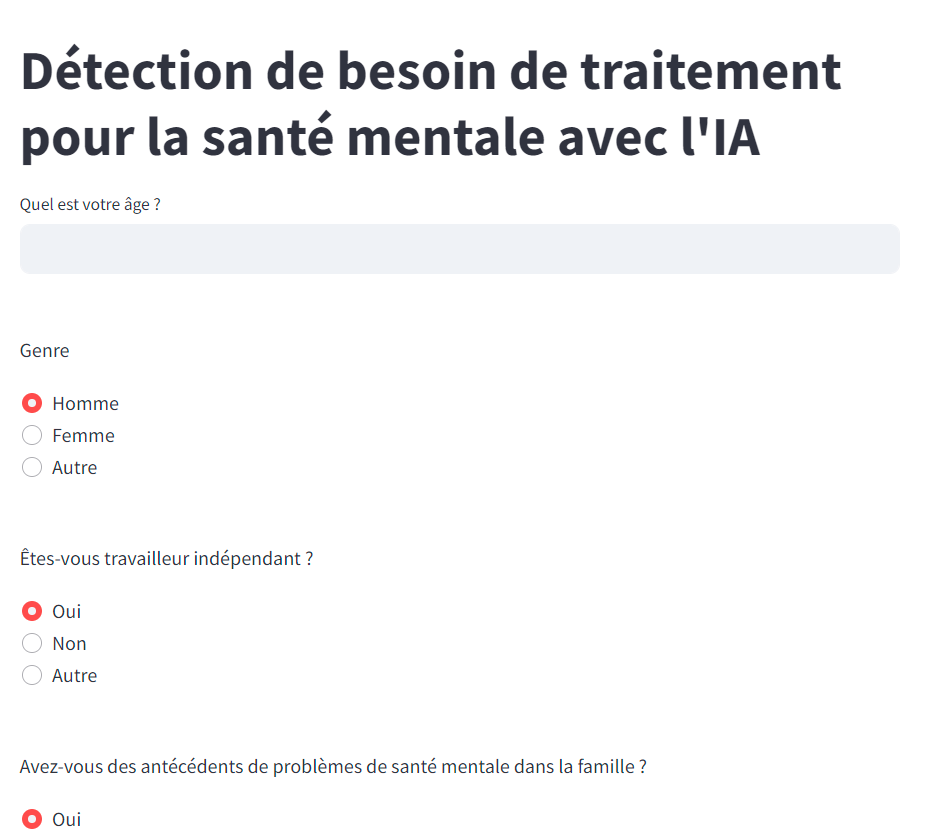 Détection de besoin de traitement
pour la santé mentale avec l'IA
Quel est votre âge ?
Genre
Homme
Femme
Autre
Êtes-vous travailleur indépendant ?
Oui
Non
Autre
Avez-vous des antécédents de problèmes de santé mentale dans la famille ?
Oui